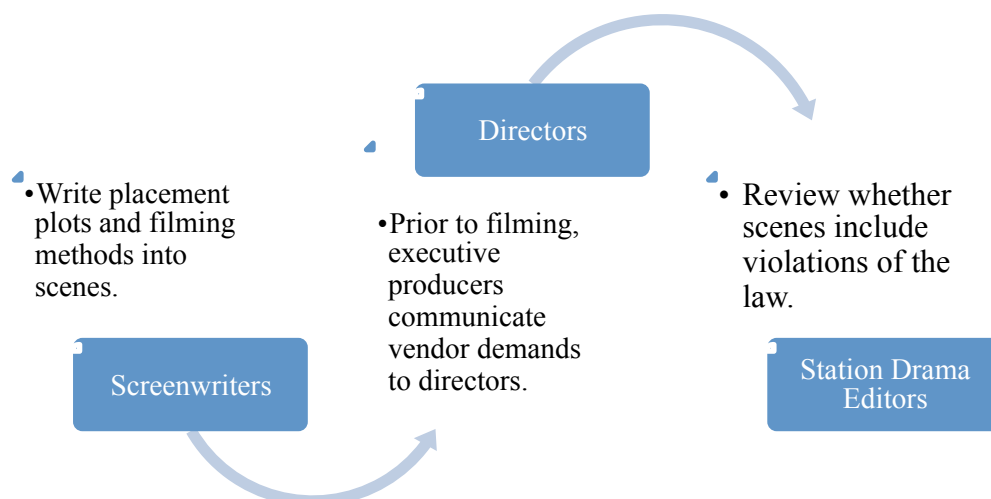 •Write placement
plots and filming
methods into
scenes.
Screenwriters
Directors
•Prior to filming,
executive
producers
communicate
vendor demands
to directors.
• Review whether
scenes include
violations of the
law.
Station Drama
Editors